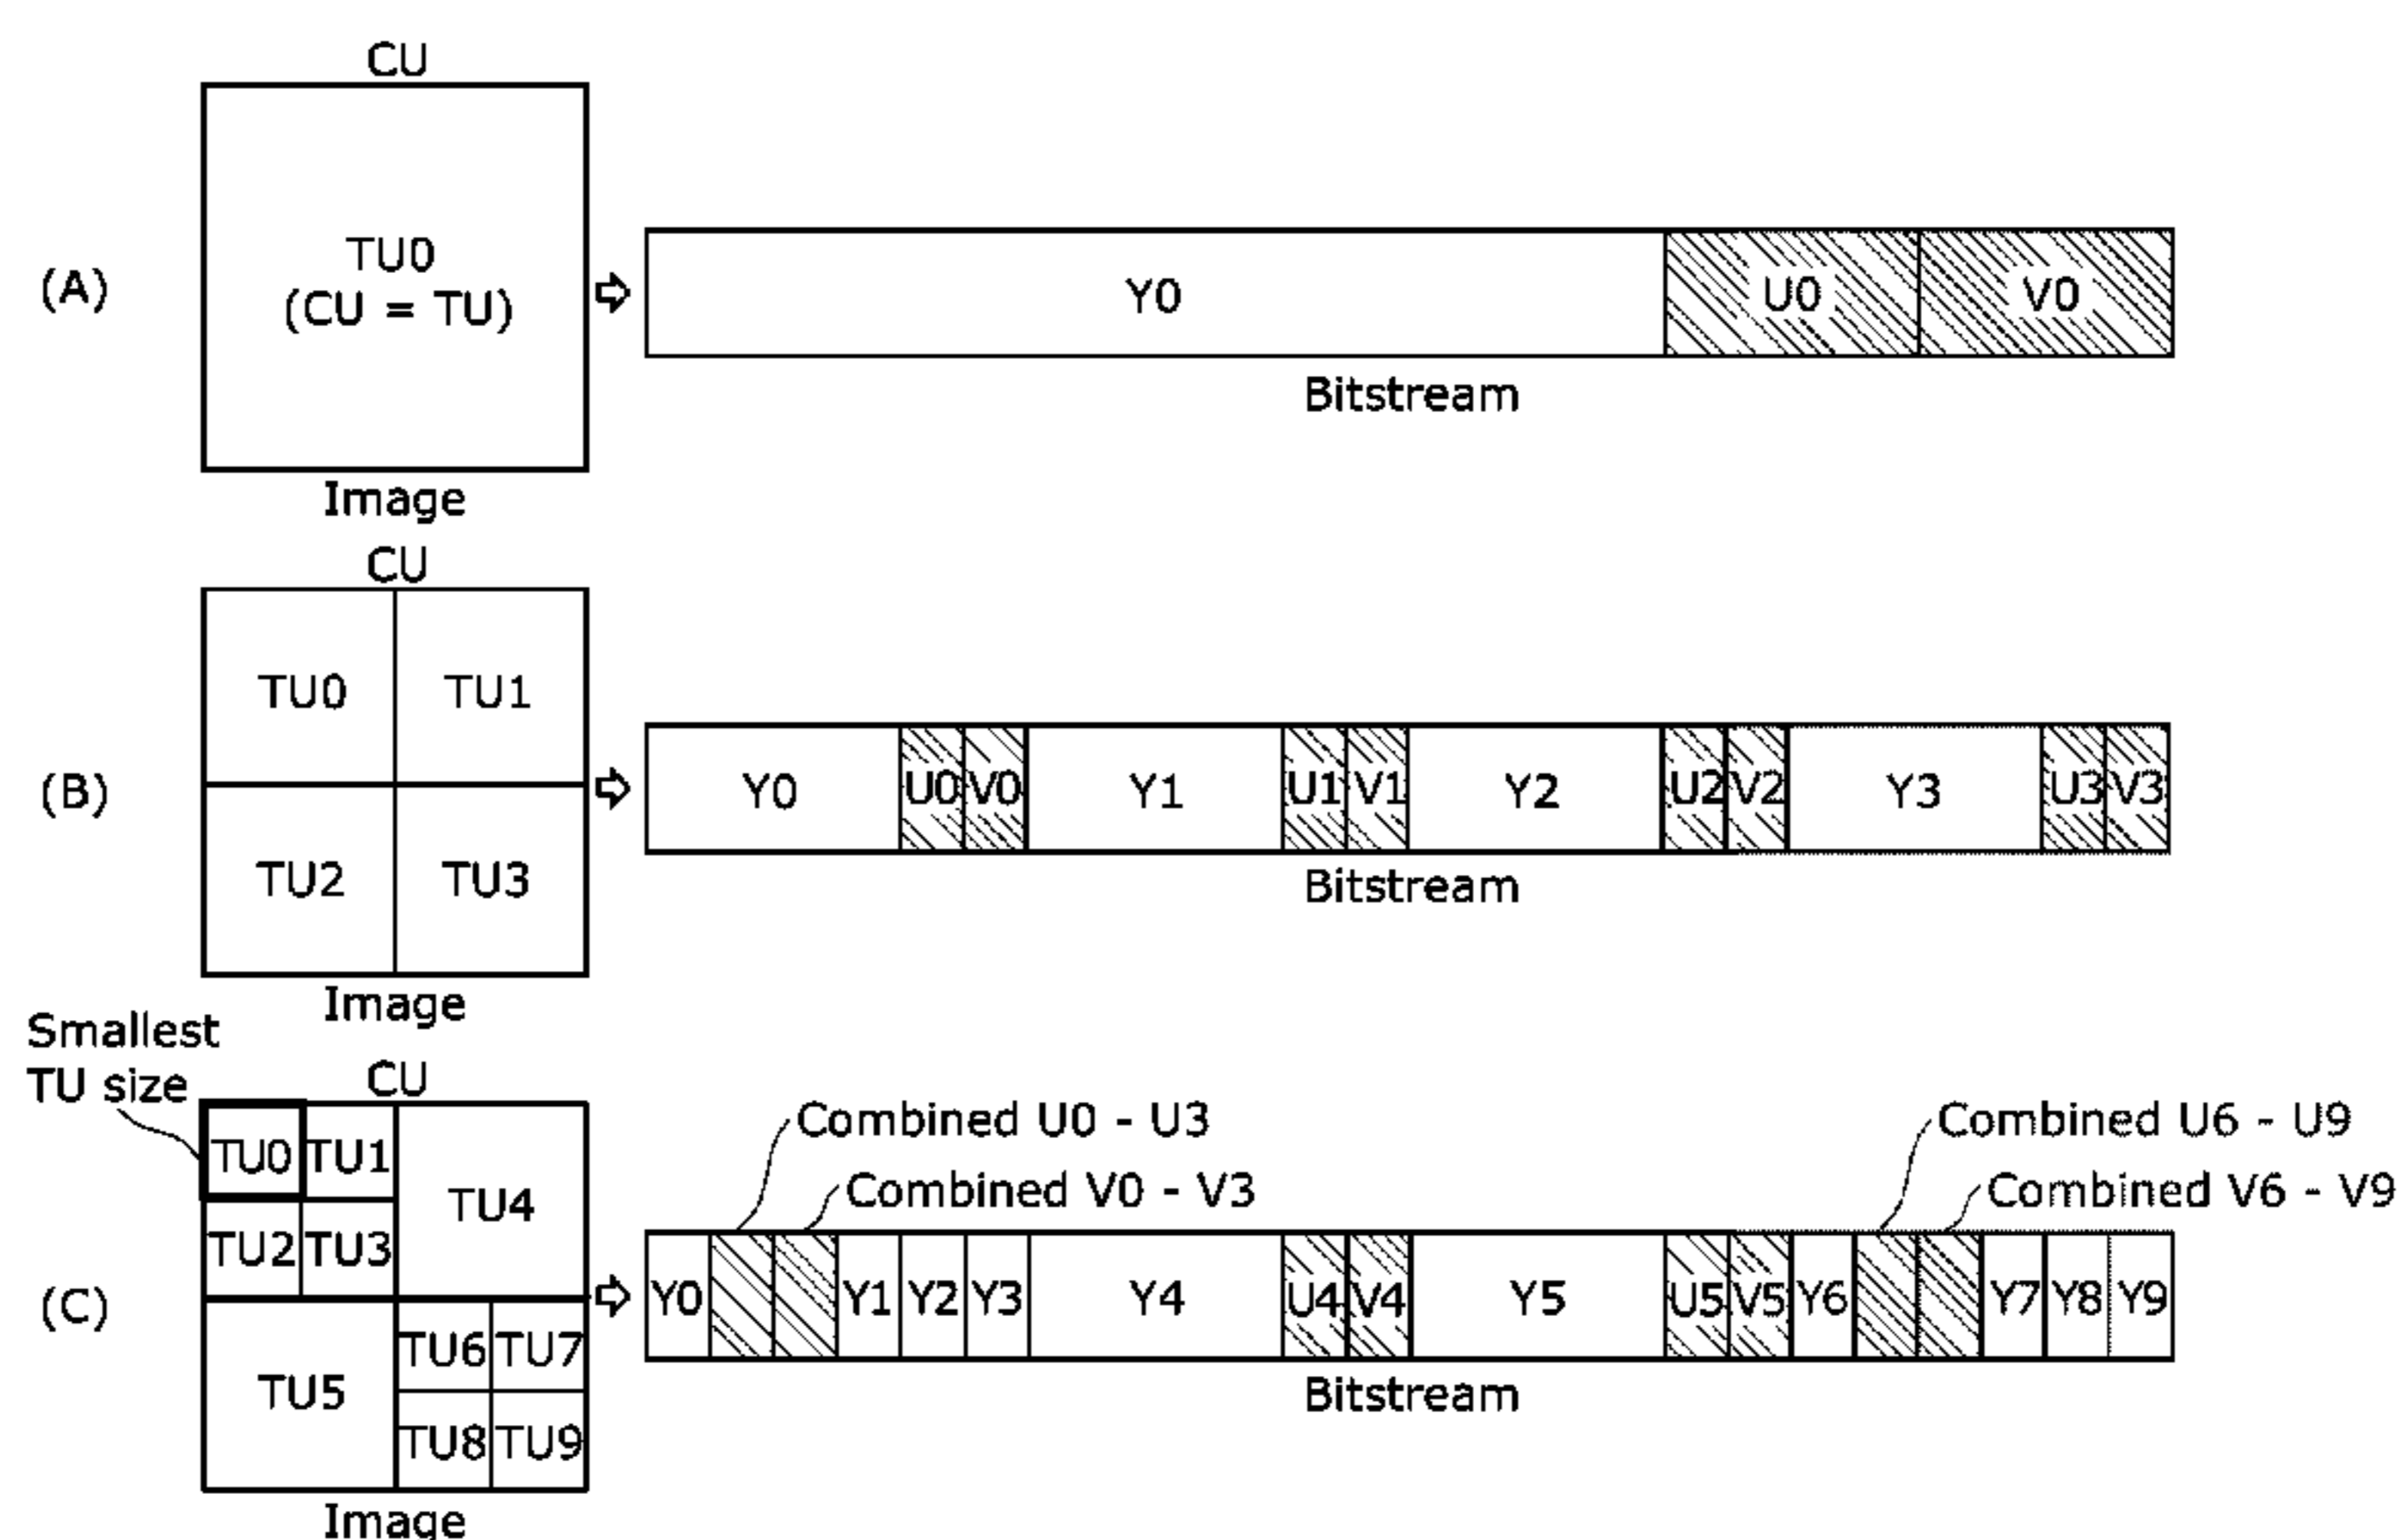 CU
(A)
TU0
(CU = TU)
Y0
U0
V0
Bitstream
Image
CU
(B)
TU0
TU1
TU2
TU3
Y0
U0
V0
Y1
U1
V1
Y2
U2
V2
Y3
U3
V3
Bitstream
Image
Smallest
TU size
CU
(C)
TU0
TU1
TU2
TU3
TU4
TU5
TU6
TU7
TU8
TU9
Combined U0 - U3
Combined V0 - V3
Combined U6 - U9
Combined V6 - V9
Y0
Y1
Y2
Y3
Y4
U4
V4
Y5
U5
V5
Y6
Y7
Y8
Y9
Bitstream
Image